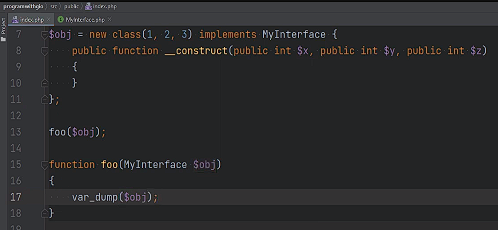 programwithgio src public index.php
index.php MyInterface.php
Project
7 $obj = new class(1, 2, 3) implements MyInterface {
8 public function __construct(public int $x, public int $y, public int $z)
9 {
10 }
11 };
12
13 foo($obj);
14
15 function foo(MyInterface $obj)
16 {
17 var_dump($obj);
18 }
19